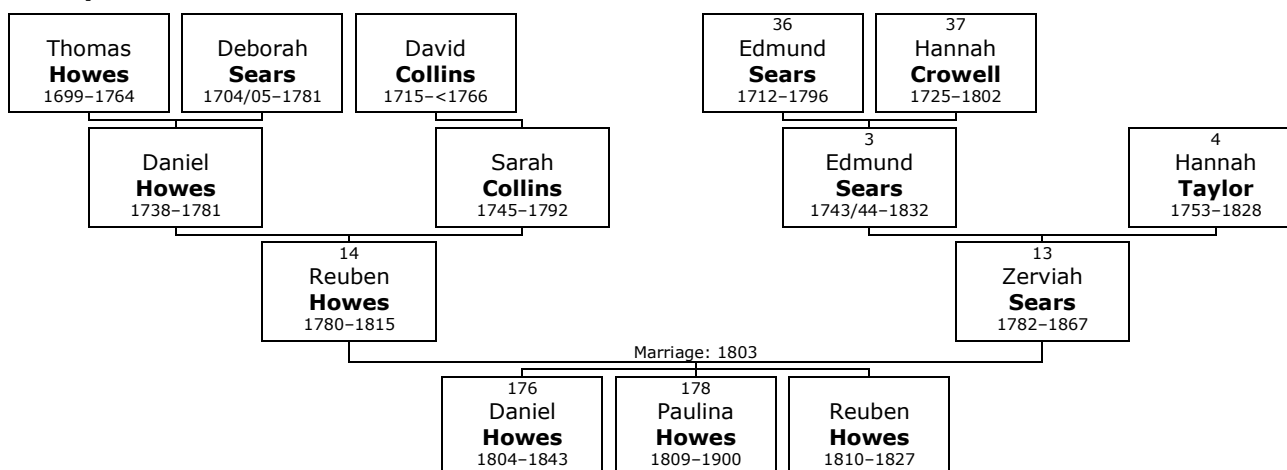 Thomas
Howes
1699–1764
Deborah
Sears
1704/05–1781
David
Collins
1715–<1766
36
Edmund
Sears
1712–1796
37
Hannah
Crowell
1725–1802
Daniel
Howes
1738–1781
Sarah
Collins
1745–1792
3
Edmund
Sears
1743/44–1832
4
Hannah
Taylor
1753–1828
14
Reuben
Howes
1780–1815
13
Zerviah
Sears
1782–1867
Marriage: 1803
176
Daniel
Howes
1804–1843
178
Paulina
Howes
1809–1900
Reuben
Howes
1810–1827